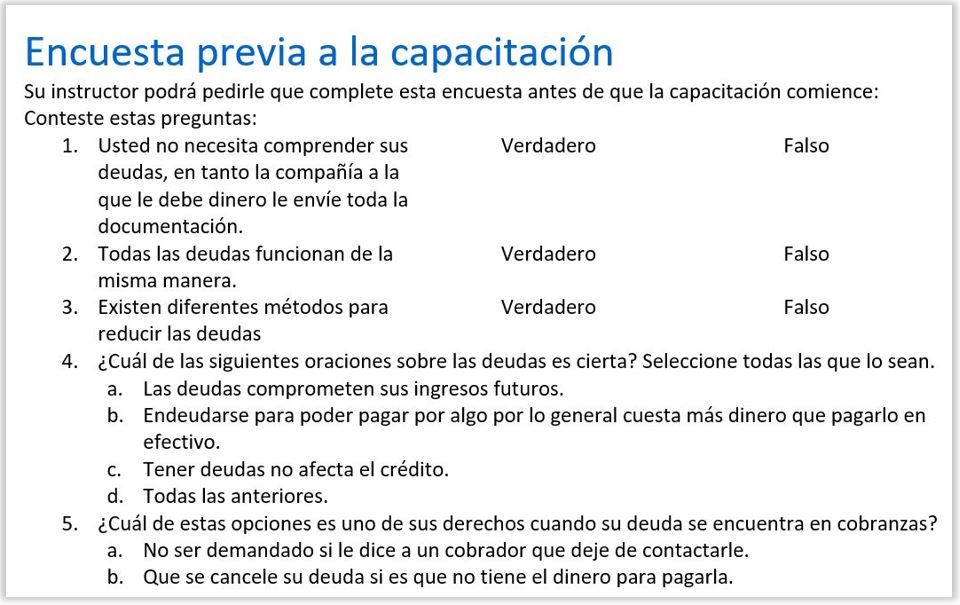 Encuesta previa a la capacitación
Su instructor podrá pedirle que complete esta encuesta antes de que la capacitación comience:
Conteste estas preguntas:
1. Usted no necesita comprender sus Verdadero Falso
deudas, en tanto la compañía a la
que le debe dinero le envíe toda la
documentación.
2. Todas las deudas funcionan de la Verdadero Falso
misma manera.
3. Existen diferentes métodos para Verdadero Falso
reducir las deudas
4. ¿Cuál de las siguientes oraciones sobre las deudas es cierta? Seleccione todas las que lo sean.
a. Las deudas comprometen sus ingresos futuros.
b. Endeudarse para poder pagar por algo por lo general cuesta más dinero que pagarlo en
efectivo.
c. Tener deudas no afecta el crédito.
d. Todas las anteriores.
5. ¿Cuál de estas opciones es uno de sus derechos cuando su deuda se encuentra en cobranzas?
a. No ser demandado si le dice a un cobrador que deje de contactarle.
b. Que se cancele su deuda si es que no tiene el dinero para pagarla.